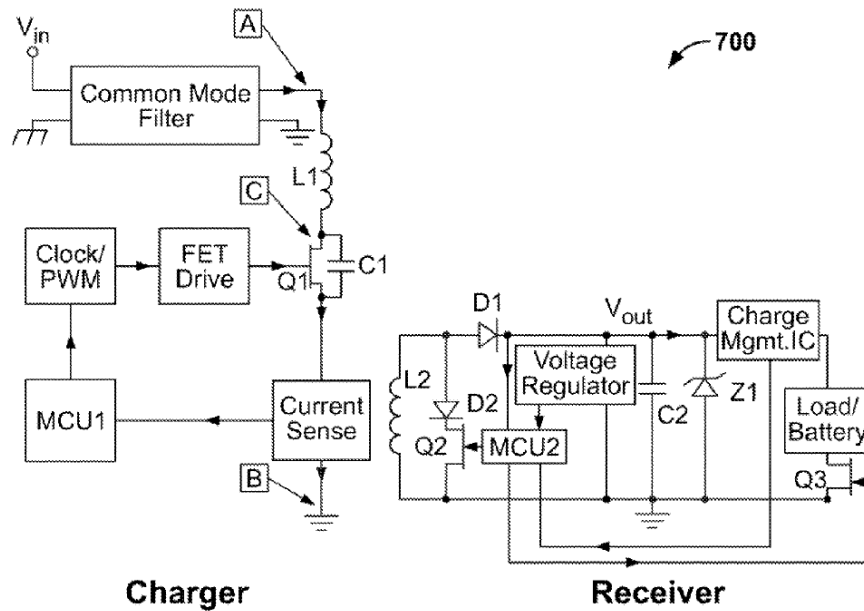 Vin
A
700
Common Mode
Filter
L1
C
Clock/
PWM
FET
Drive
Q1
C1
D1
Vout
Charge
Mgmt.IC
Voltage
Regulator
L2
D2
C2
Z1
MCU1
Current
Sense
Load/
Battery
Q2
MCU2
Q3
B
Charger
Receiver